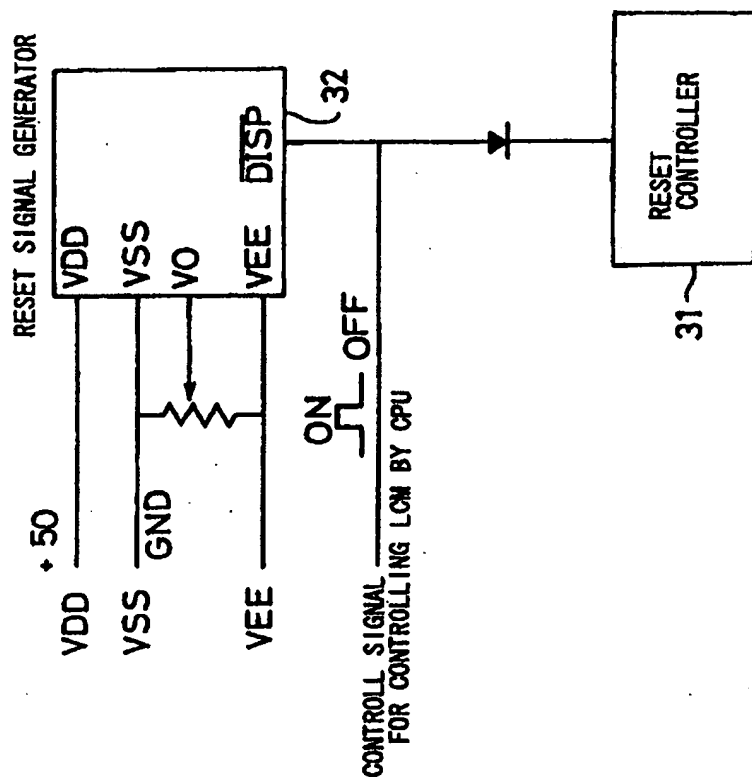 RESET SIGNAL GENERATOR
VDD
+50
VDD
VSS
GND
VSS
VO
VEE
VEE
DISP
32
ON
OFF
CONTROLL SIGNAL
FOR CONTROLLING LCM BY CPU
RESET
CONTROLLER
31